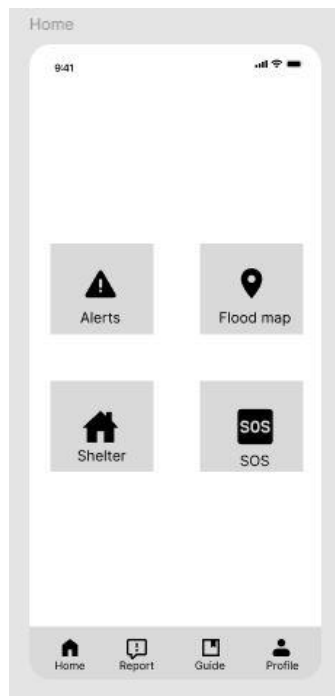 Home
9:41
Alerts
Flood map
Shelter
SOS
SOS
Home
Report
Guide
Profile